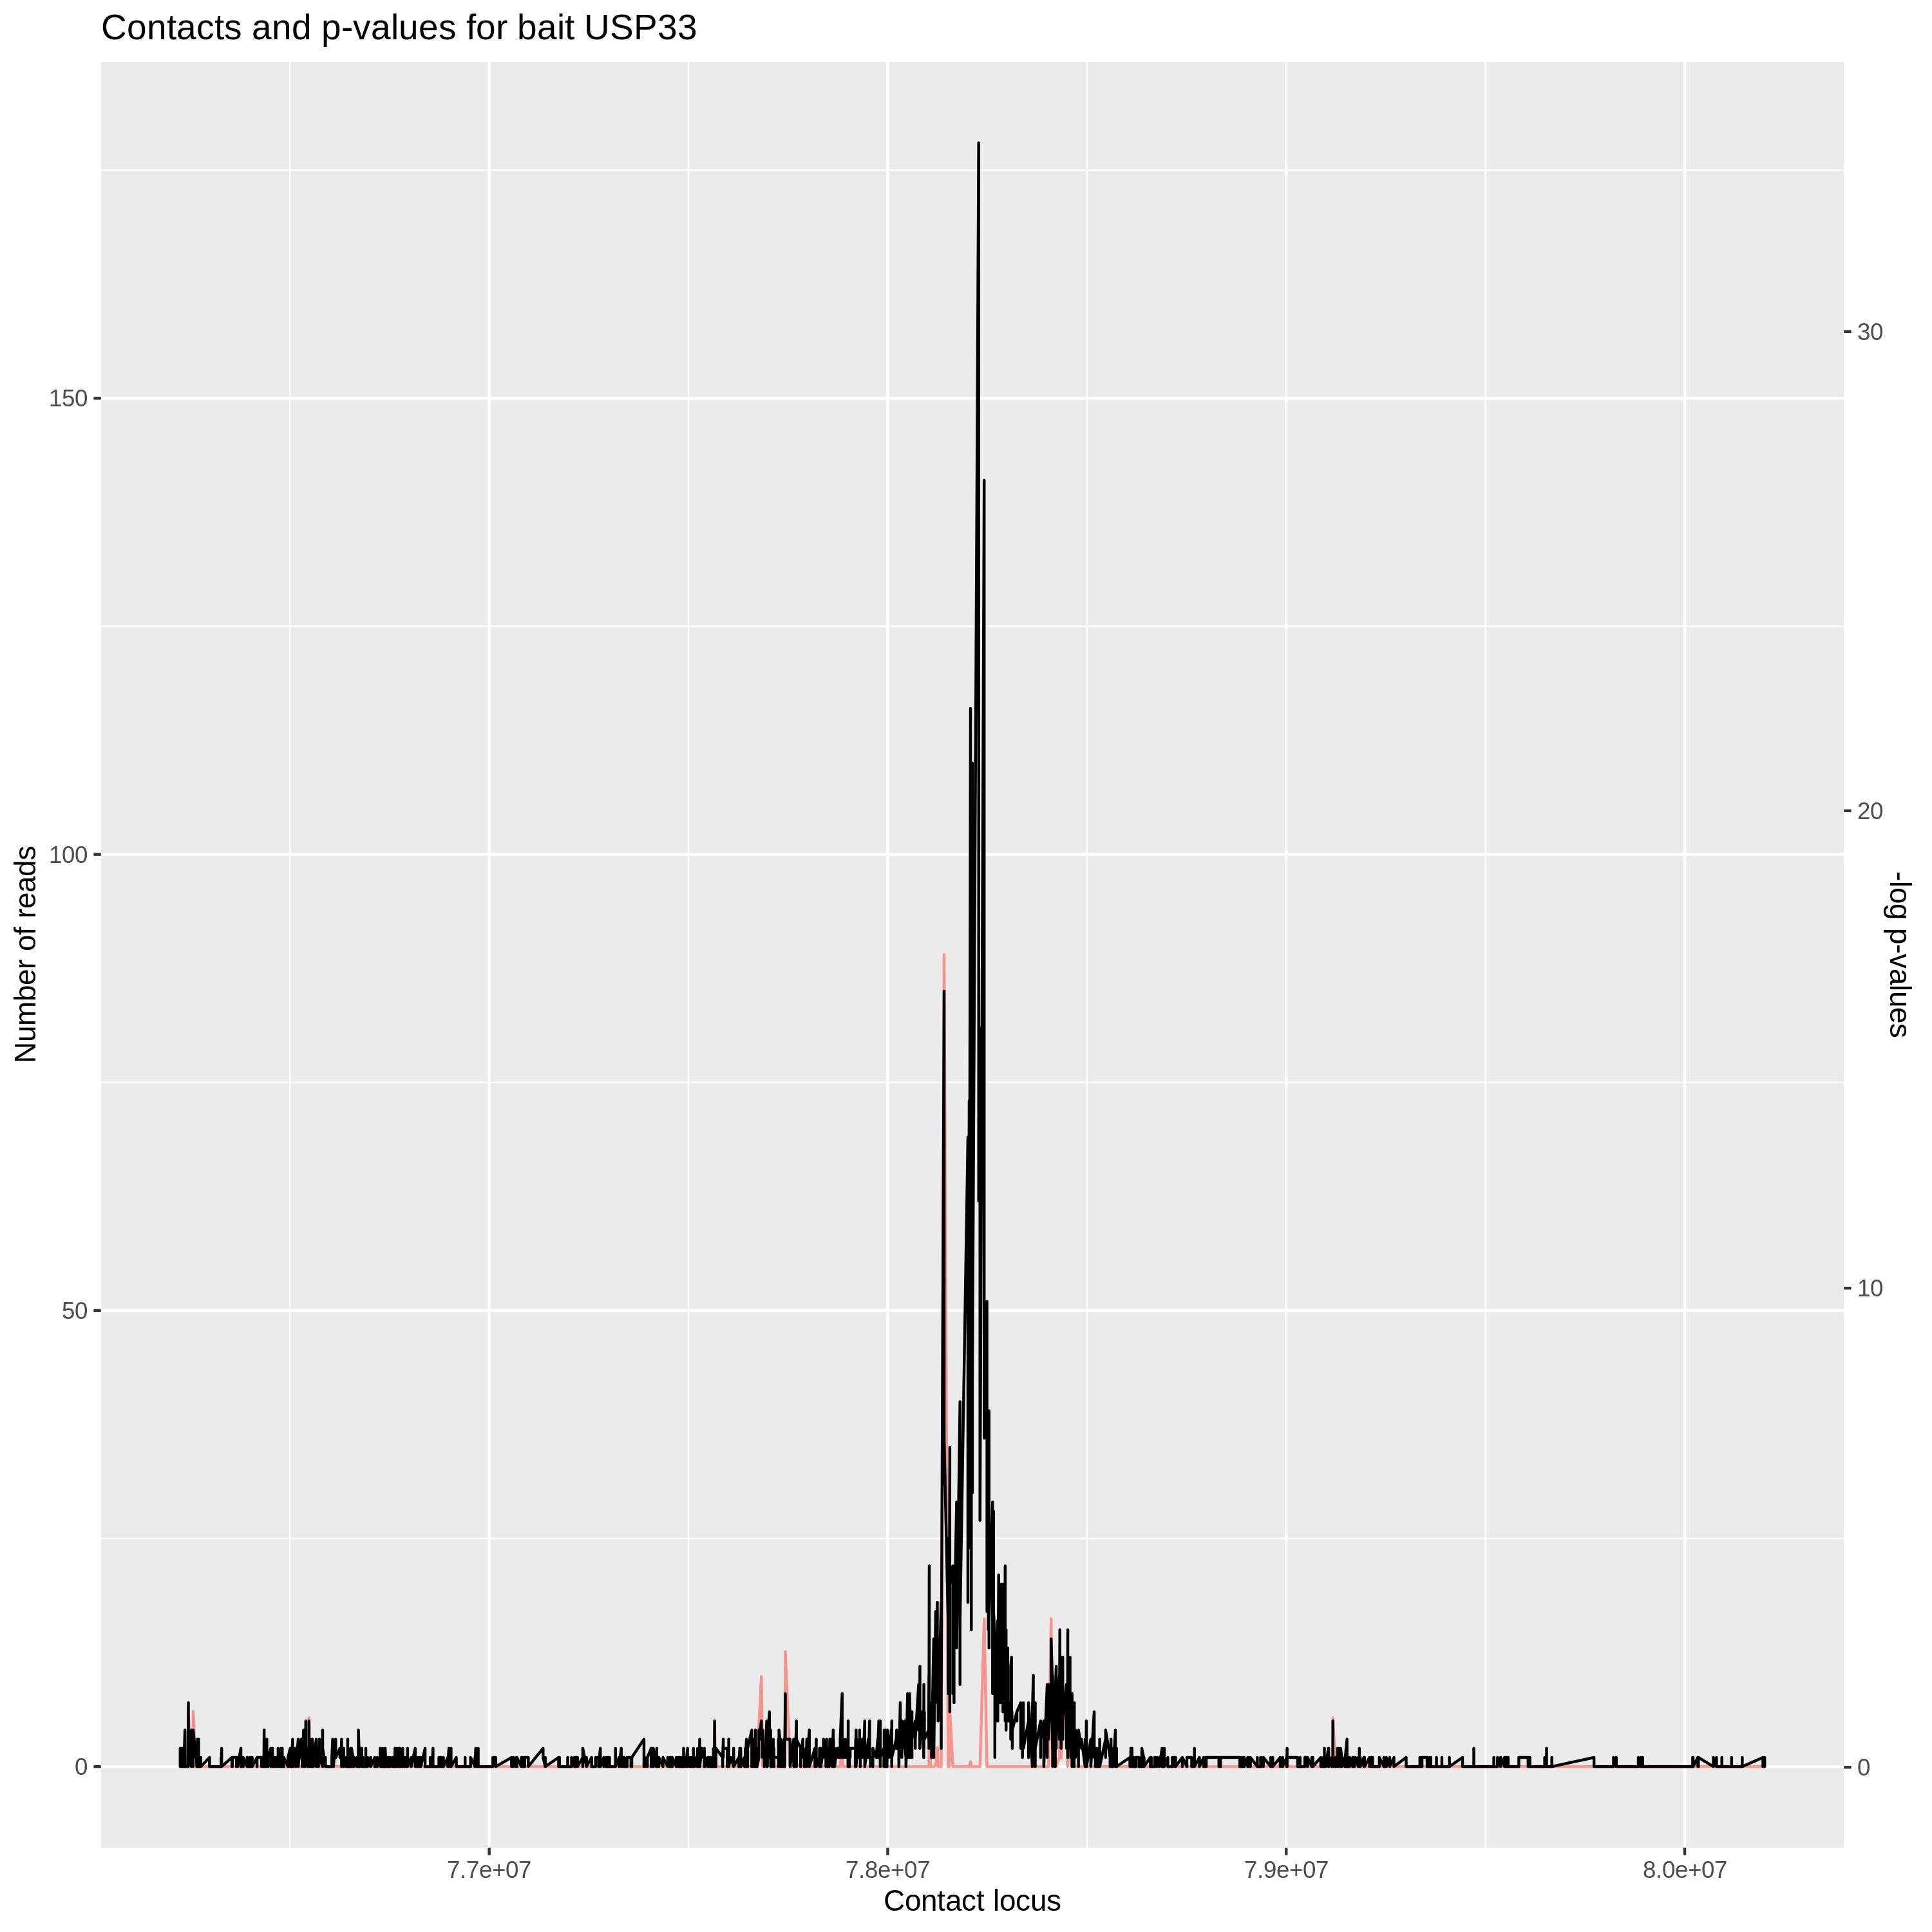 Contacts and p-values for bait USP33
150
100
50
0
Number of reads
30
20
10
0
-log p-values
7.7e+07
7.8e+07
7.9e+07
8.0e+07
Contact locus